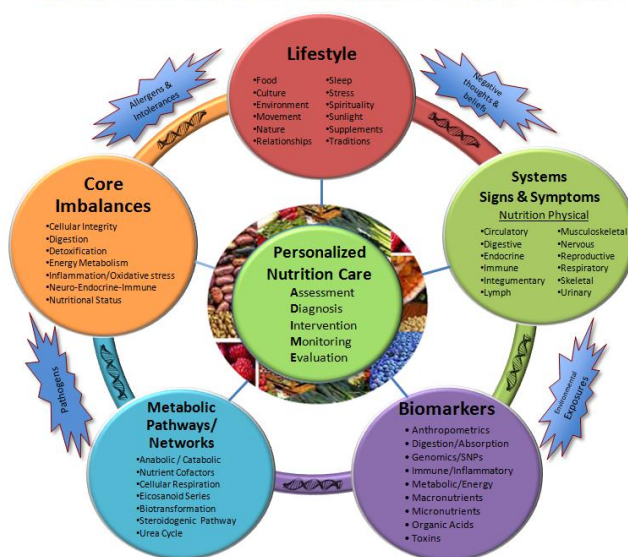 Lifestyle
•Food
•Culture
•Environment
•Movement
•Nature
•Relationships
•Sleep
•Stress
•Spirituality
•Sunlight
•Supplements
•Traditions
Negative
thoughts &
beliefs
Systems
Signs & Symptoms
Nutrition Physical
•Circulatory
•Digestive
•Endocrine
•Immune
•Integumentary
•Lymph
•Musculoskeletal
•Nervous
•Reproductive
•Respiratory
•Skeletal
•Urinary
Environmental
Exposures
Biomarkers
• Anthropometrics
• Digestion/Absorption
• Genomics/SNPs
• Immune/Inflammatory
• Metabolic/Energy
• Macronutrients
• Micronutrients
• Organic Acids
• Toxins
Metabolic
Pathways/
Networks
•Anabolic / Catabolic
•Nutrient Cofactors
•Cellular Respiration
•Eicosanoid Series
•Biotransformation
•Steroidogenic Pathway
•Urea Cycle
Pathogens
Core
Imbalances
•Cellular Integrity
•Digestion
•Detoxification
•Energy Metabolism
•Inflammation/Oxidative stress
•Neuro-Endocrine-Immune
•Nutritional Status
Allergens &
Intolerances
Personalized
Nutrition Care
Assessment
Diagnosis
Intervention
Monitoring
Evaluation